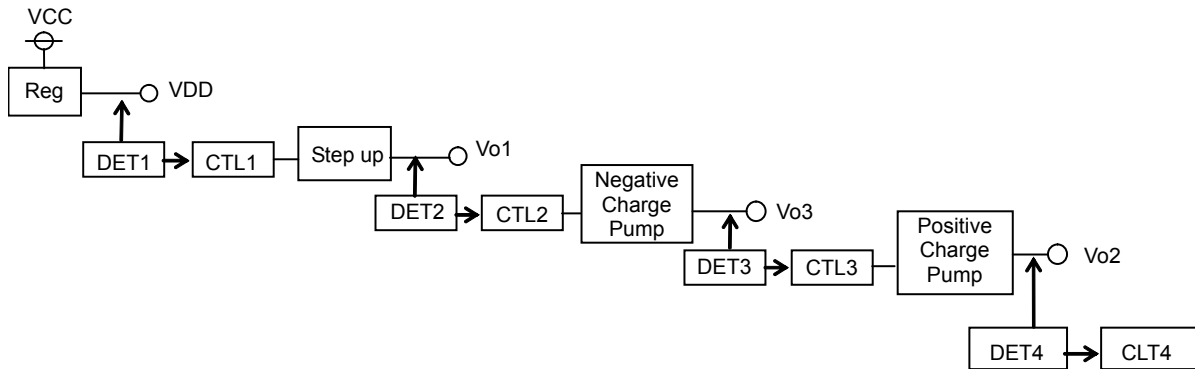 VCC
Reg
VDD
DET1
CTL1
Step up
Vo1
DET2
CTL2
Negative
Charge
Pump
Vo3
DET3
CTL3
Positive
Charge
Pump
Vo2
DET4
CLT4